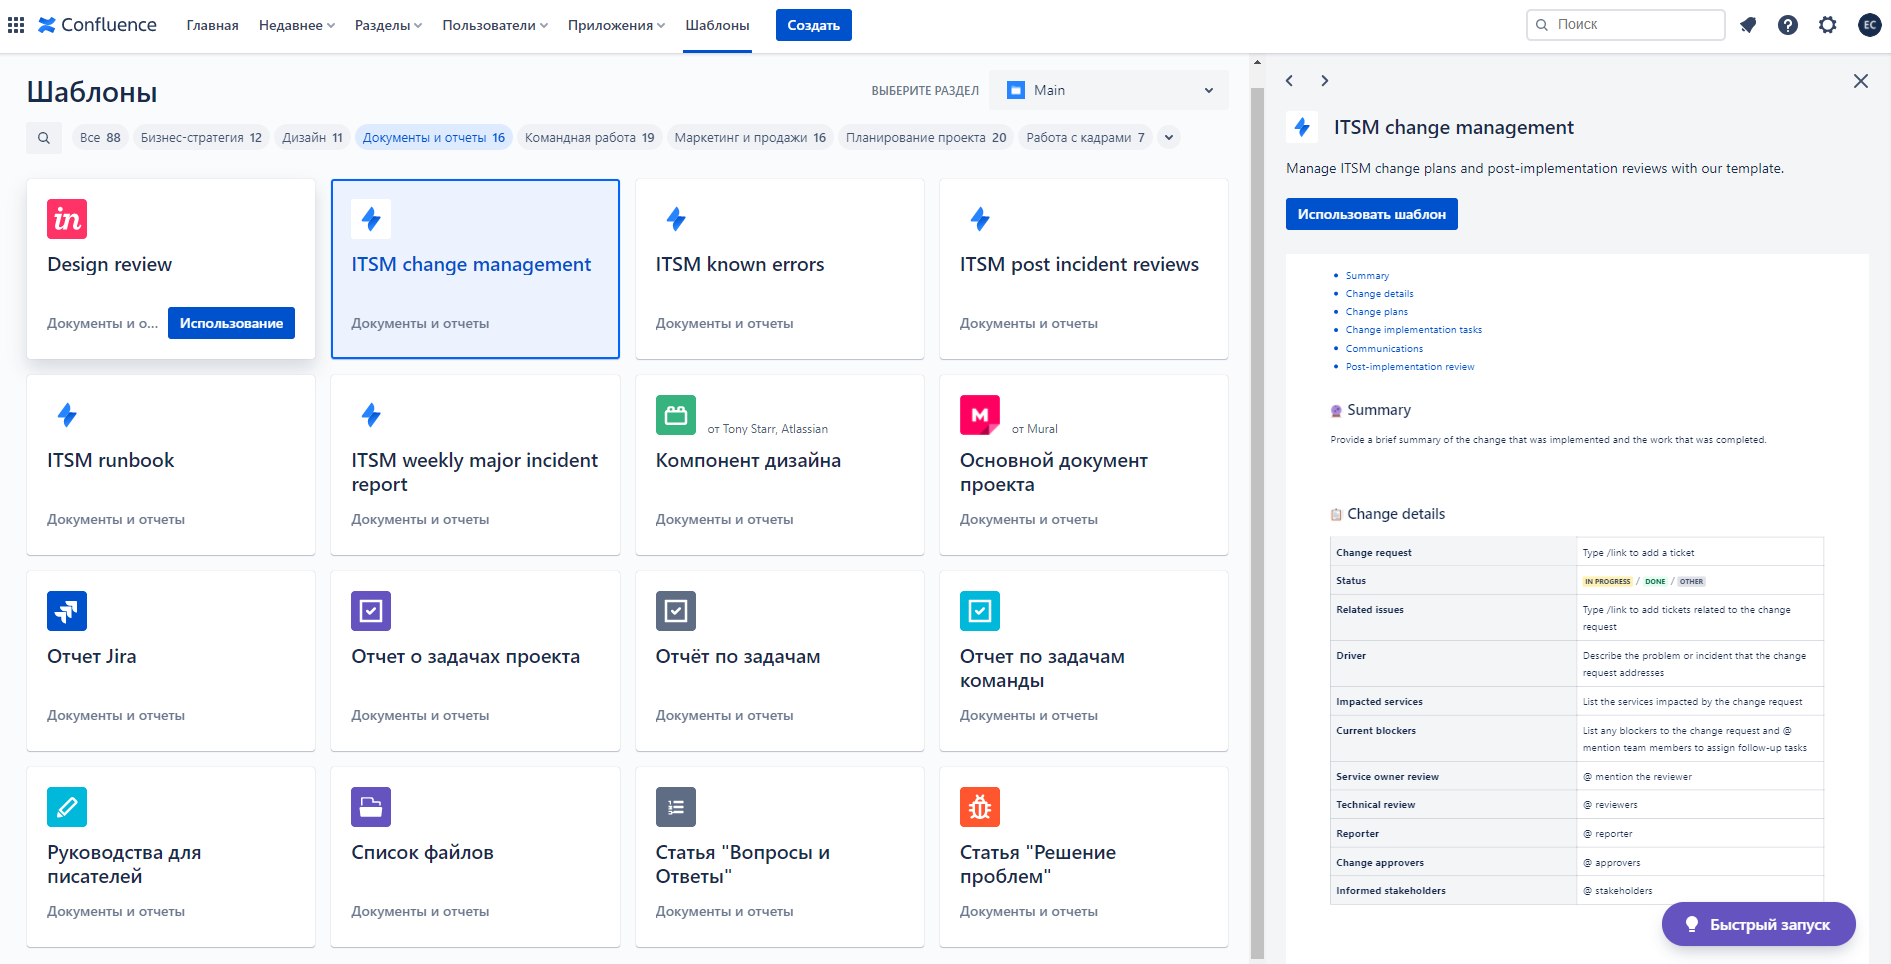 Confluence
Главная
Недавнее
Разделы
Пользователи
Приложения
Шаблоны
Создать
Поиск
EC
Шаблоны
ВЫБЕРИТЕ РАЗДЕЛ
Main
Все 88
Бизнес-стратегия 12
Дизайн 11
Документы и отчеты 16
Командная работа 19
Маркетинг и продажи 16
Планирование проекта 20
Работа с кадрами 7
in
Design review
Документы и о...
Использование
ITSM change management
Документы и отчеты
ITSM known errors
Документы и отчеты
ITSM post incident reviews
Документы и отчеты
ITSM runbook
Документы и отчеты
ITSM weekly major incident
report
Документы и отчеты
от Tony Starr, Atlassian
Компонент дизайна
Документы и отчеты
M
от Mural
Основной документ
проекта
Документы и отчеты
Отчет Jira
Документы и отчеты
Отчет о задачах проекта
Документы и отчеты
Отчёт по задачам
Документы и отчеты
Отчет по задачам
команды
Документы и отчеты
Руководства для
писателей
Документы и отчеты
Список файлов
Документы и отчеты
Статья "Вопросы и
Ответы"
Документы и отчеты
Статья "Решение
проблем"
Документы и отчеты
ITSM change management
Manage ITSM change plans and post-implementation reviews with our template.
Использовать шаблон
Summary
Change details
Change plans
Change implementation tasks
Communications
Post-implementation review
Summary
Provide a brief summary of the change that was implemented and the work that was completed.
Change details
Change request
Type /link to add a ticket
Status
IN PROGRESS / DONE / OTHER
Related issues
Type /link to add tickets related to the change
request
Driver
Describe the problem or incident that the change
request addresses
Impacted services
List the services impacted by the change request
Current blockers
List any blockers to the change request and @
mention team members to assign follow-up tasks
Service owner review
@ mention the reviewer
Technical review
@ reviewers
Reporter
@ reporter
Change approvers
@ approvers
Informed stakeholders
@ stakeholders
Быстрый запуск